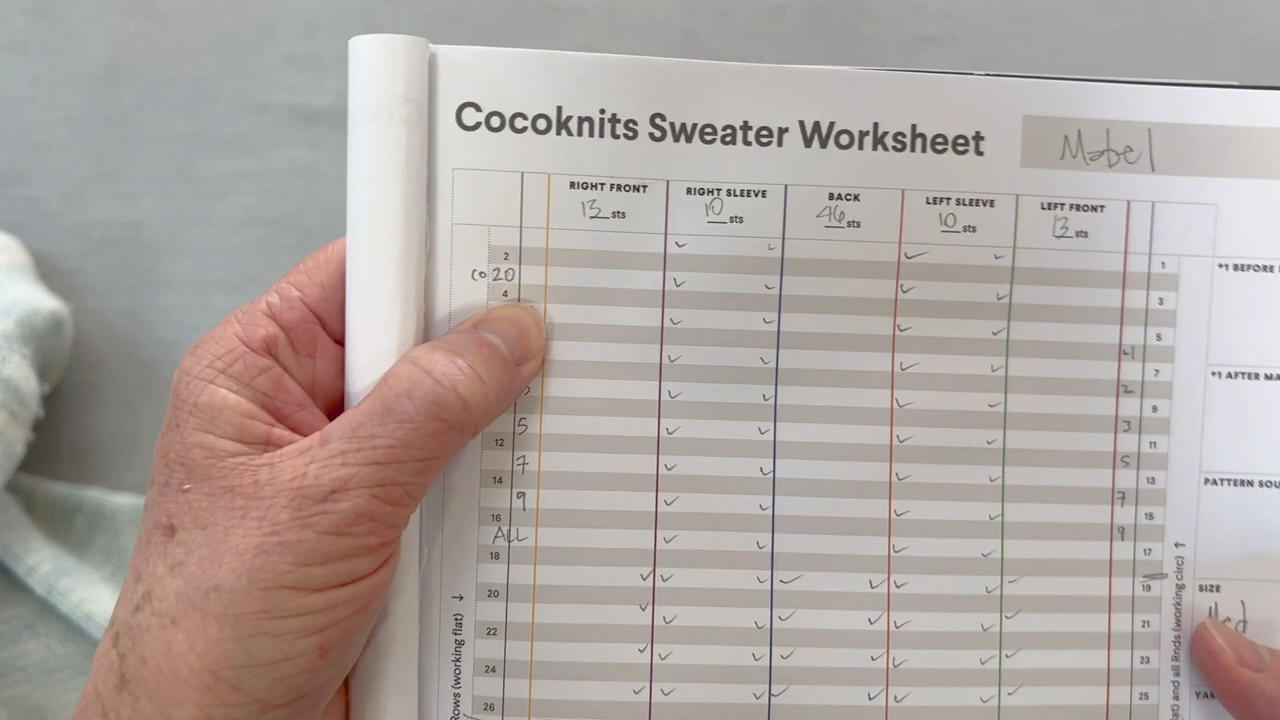 Cocoknits Sweater Worksheet
Mabel
RIGHT FRONT
13 sts
RIGHT SLEEVE
10 sts
BACK
46 sts
LEFT SLEEVE
10 sts
LEFT FRONT
13 sts
2
1
CO 20
4
3
5
7
2
9
5
3
12
11
7
5
14
13
9
7
16
15
ALL
9
18
17
20
19
22
21
24
23
26
25
Rows (working flat)
and all Rnds (working circ)
+1 BEFORE
+1 AFTER
PATTERN
SIZE
Med